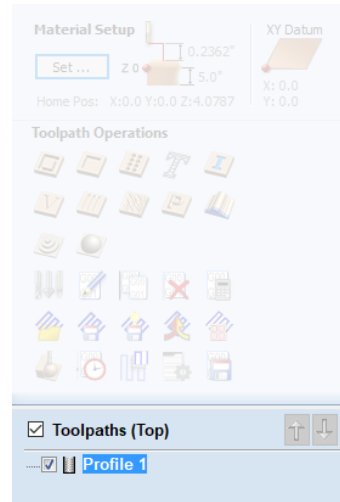 Material Setup
XY Datum
0.2362"
Set ...
Z 0
5.0"
X: 0.0
Home Pos: X:0.0 Y:0.0 Z:4.0787
Y: 0.0
Toolpath Operations
Toolpaths (Top)
Profile 1